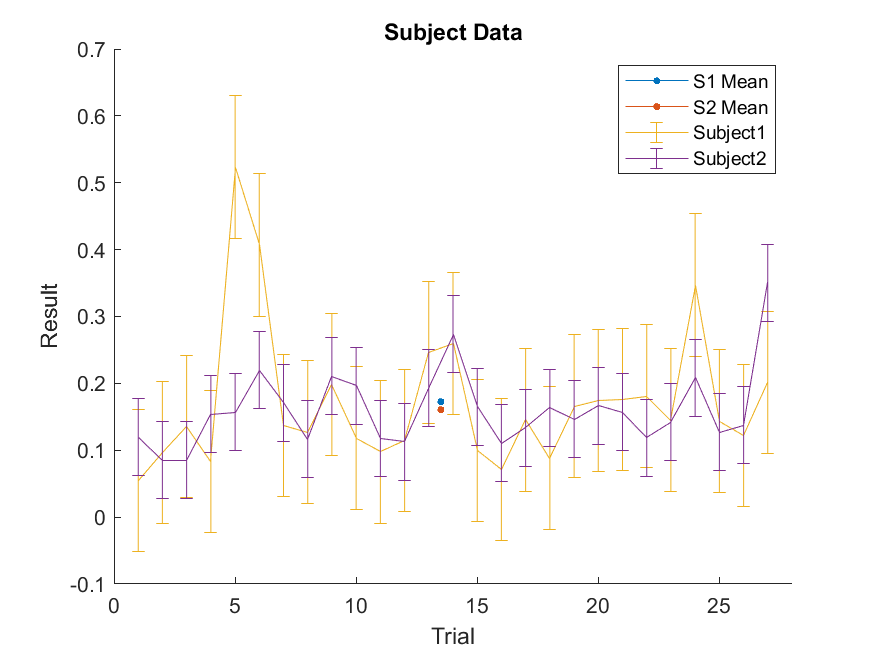 Subject Data
0.7
0.6
0.5
0.4
0.3
0.2
0.1
0
-0.1
Result
S1 Mean
S2 Mean
Subject1
Subject2
0 5 10 15 20 25
Trial